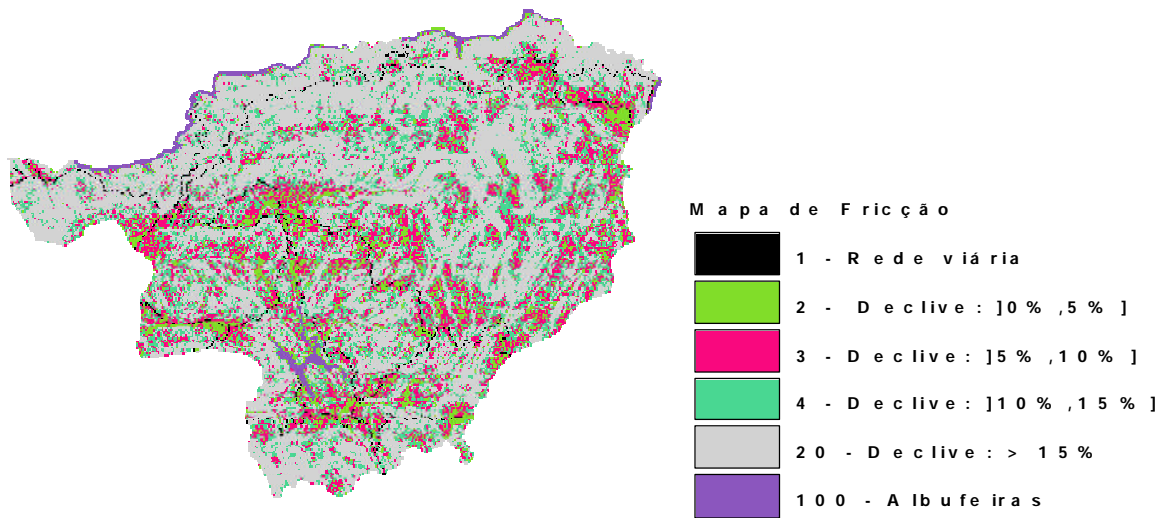 Mapa de Fricção
1 - Rede viária
2 - Declive: ]0%,5%]
3 - Declive: ]5%,10%]
4 - Declive: ]10%,15%]
20 - Declive: > 15%
100 - Albufeiras